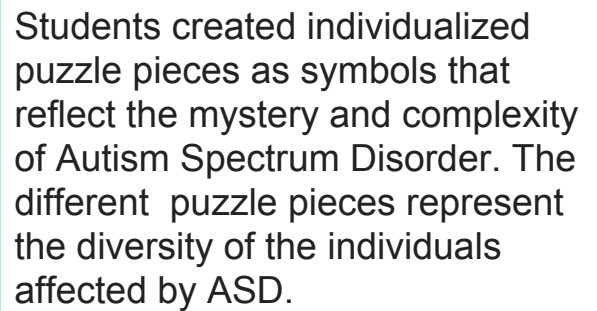 Students created individualized
puzzle pieces as symbols that
reflect the mystery and complexity
of Autism Spectrum Disorder. The
different  puzzle pieces represent
the diversity of the individuals
affected by ASD.